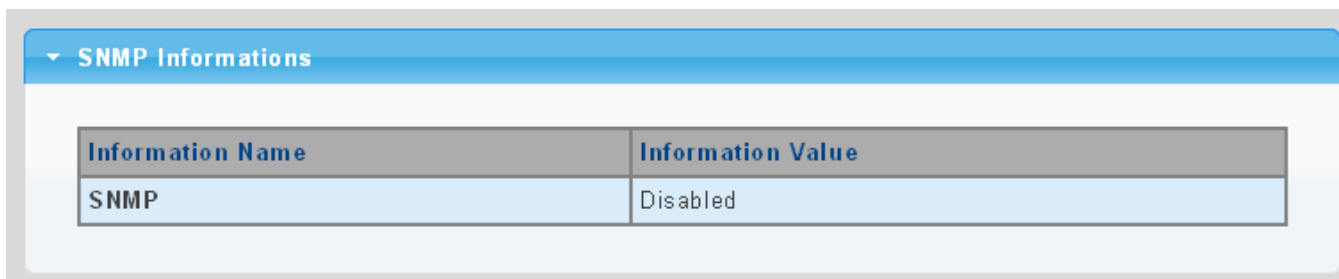 SNMP Informations
Information Name Information Value
SNMP Disabled